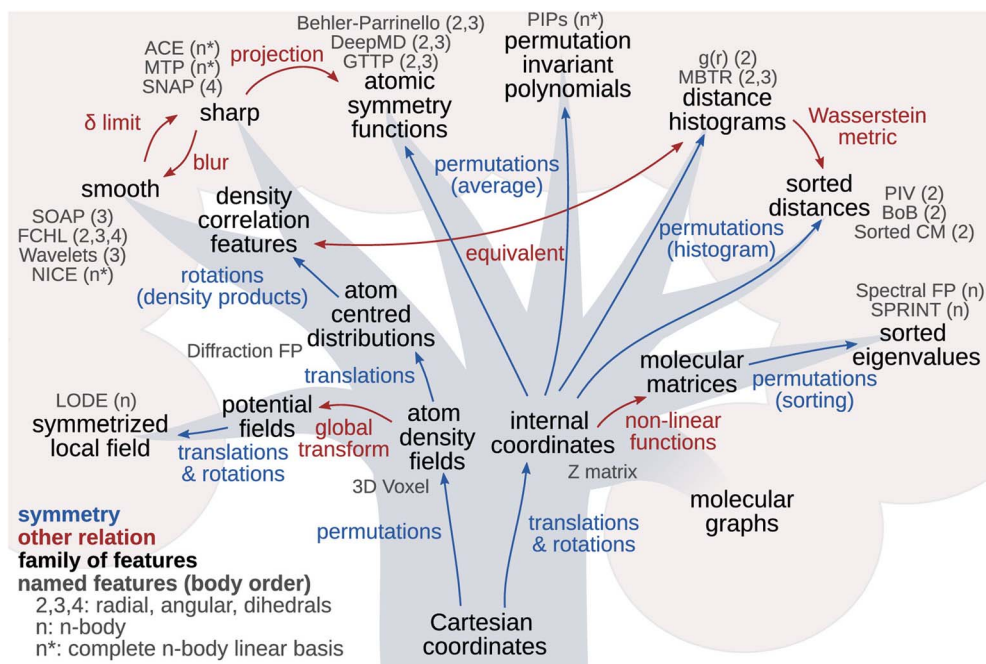 Behler-Parrinello (2,3)
DeepMD (2,3)
GTTP (2,3)
atomic
symmetry
functions
PIPs (n*)
permutation
invariant
polynomials
ACE (n*)
MTP (n*)
SNAP (4)
sharp
projection
g(r) (2)
MBTR (2,3)
distance
histograms
Wasserstein
metric
δ limit
blur
smooth
SOAP (3)
FCHL (2,3,4)
Wavelets (3)
NICE (n*)
density
correlation
features
permutations
(average)
equivalent
permutations
(histogram)
sorted
distances
PIV (2)
BoB (2)
Sorted CM (2)
rotations
(density products)
atom
centred
distributions
Diffraction FP
translations
Spectral FP (n)
SPRINT (n)
sorted
eigenvalues
molecular
matrices
permutations
(sorting)
LODE (n)
symmetrized
local field
potential
fields
translations
& rotations
global
transform
atom
density
fields
3D Voxel
internal
coordinates
Z matrix
non-linear
functions
molecular
graphs
permutations
translations
& rotations
Cartesian
coordinates
symmetry
other relation
family of features
named features (body order)
2,3,4: radial, angular, dihedrals
n: n-body
n*: complete n-body linear basis